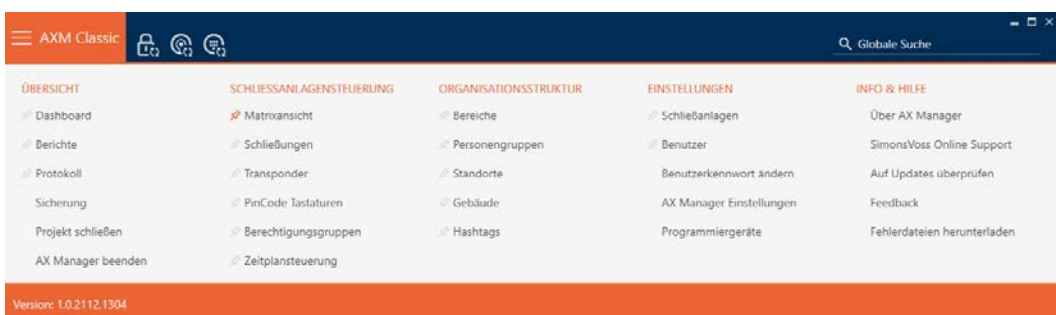 AXM Classic
Globale Suche
ÜBERSICHT
Dashboard
Berichte
Protokoll
Sicherung
Projekt schließen
AX Manager beenden
SCHLIESSANLAGENSTEUERUNG
Matrixansicht
Schließungen
Transponder
PinCode Tastaturen
Berechtigungsgruppen
Zeitplansteuerung
ORGANISATIONSSTRUKTUR
Bereiche
Personengruppen
Standorte
Gebäude
Hashtags
EINSTELLUNGEN
Schließanlagen
Benutzer
Benutzerkennwort ändern
AX Manager Einstellungen
Programmiergeräte
INFO & HILFE
Über AX Manager
SimonsVoss Online Support
Auf Updates überprüfen
Feedback
Fehlerdateien herunterladen
Version: 1.0.2112.1304